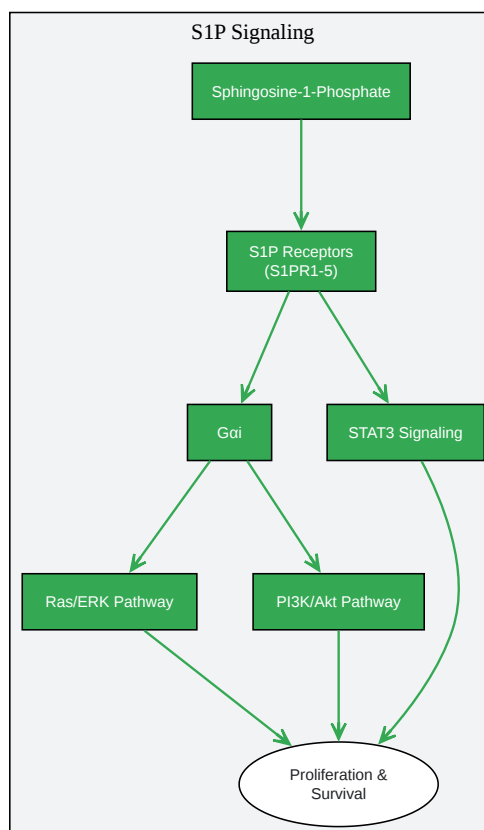 S1P Signaling
Sphingosine-1-Phosphate
S1P Receptors
(S1PR1-5)
Gαi
STAT3 Signaling
Ras/ERK Pathway
PI3K/Akt Pathway
Proliferation &
Survival